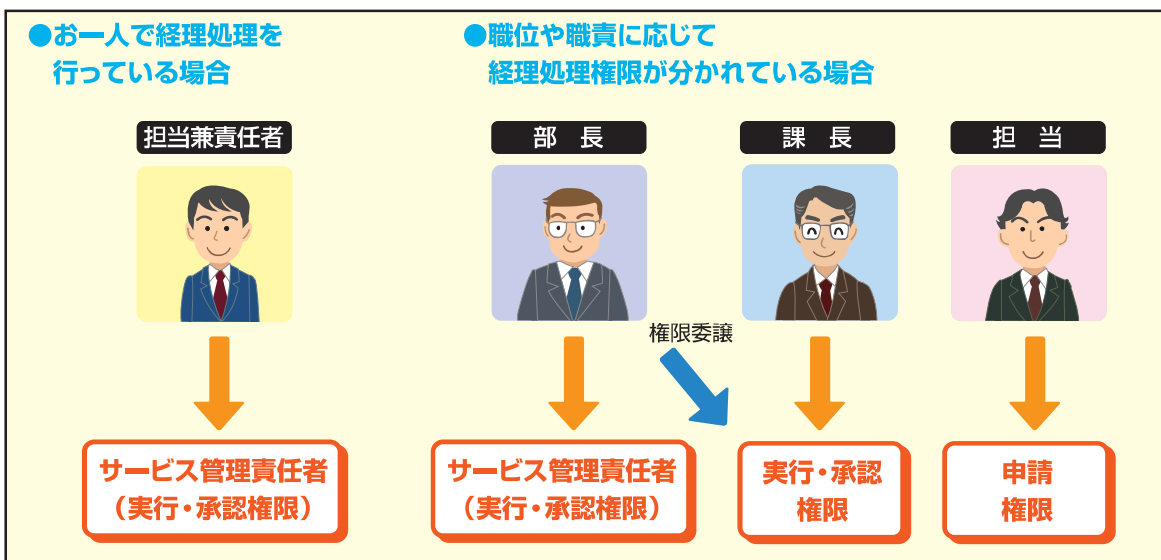 ●お一人で経理処理を
行っている場合
●職位や職責に応じて
経理処理権限が分かれている場合
担当兼責任者
部　長
課　長
担　当
権限委譲
サービス管理責任者
（実行・承認権限）
サービス管理責任者
（実行・承認権限）
実行・承認
権限
申請
権限